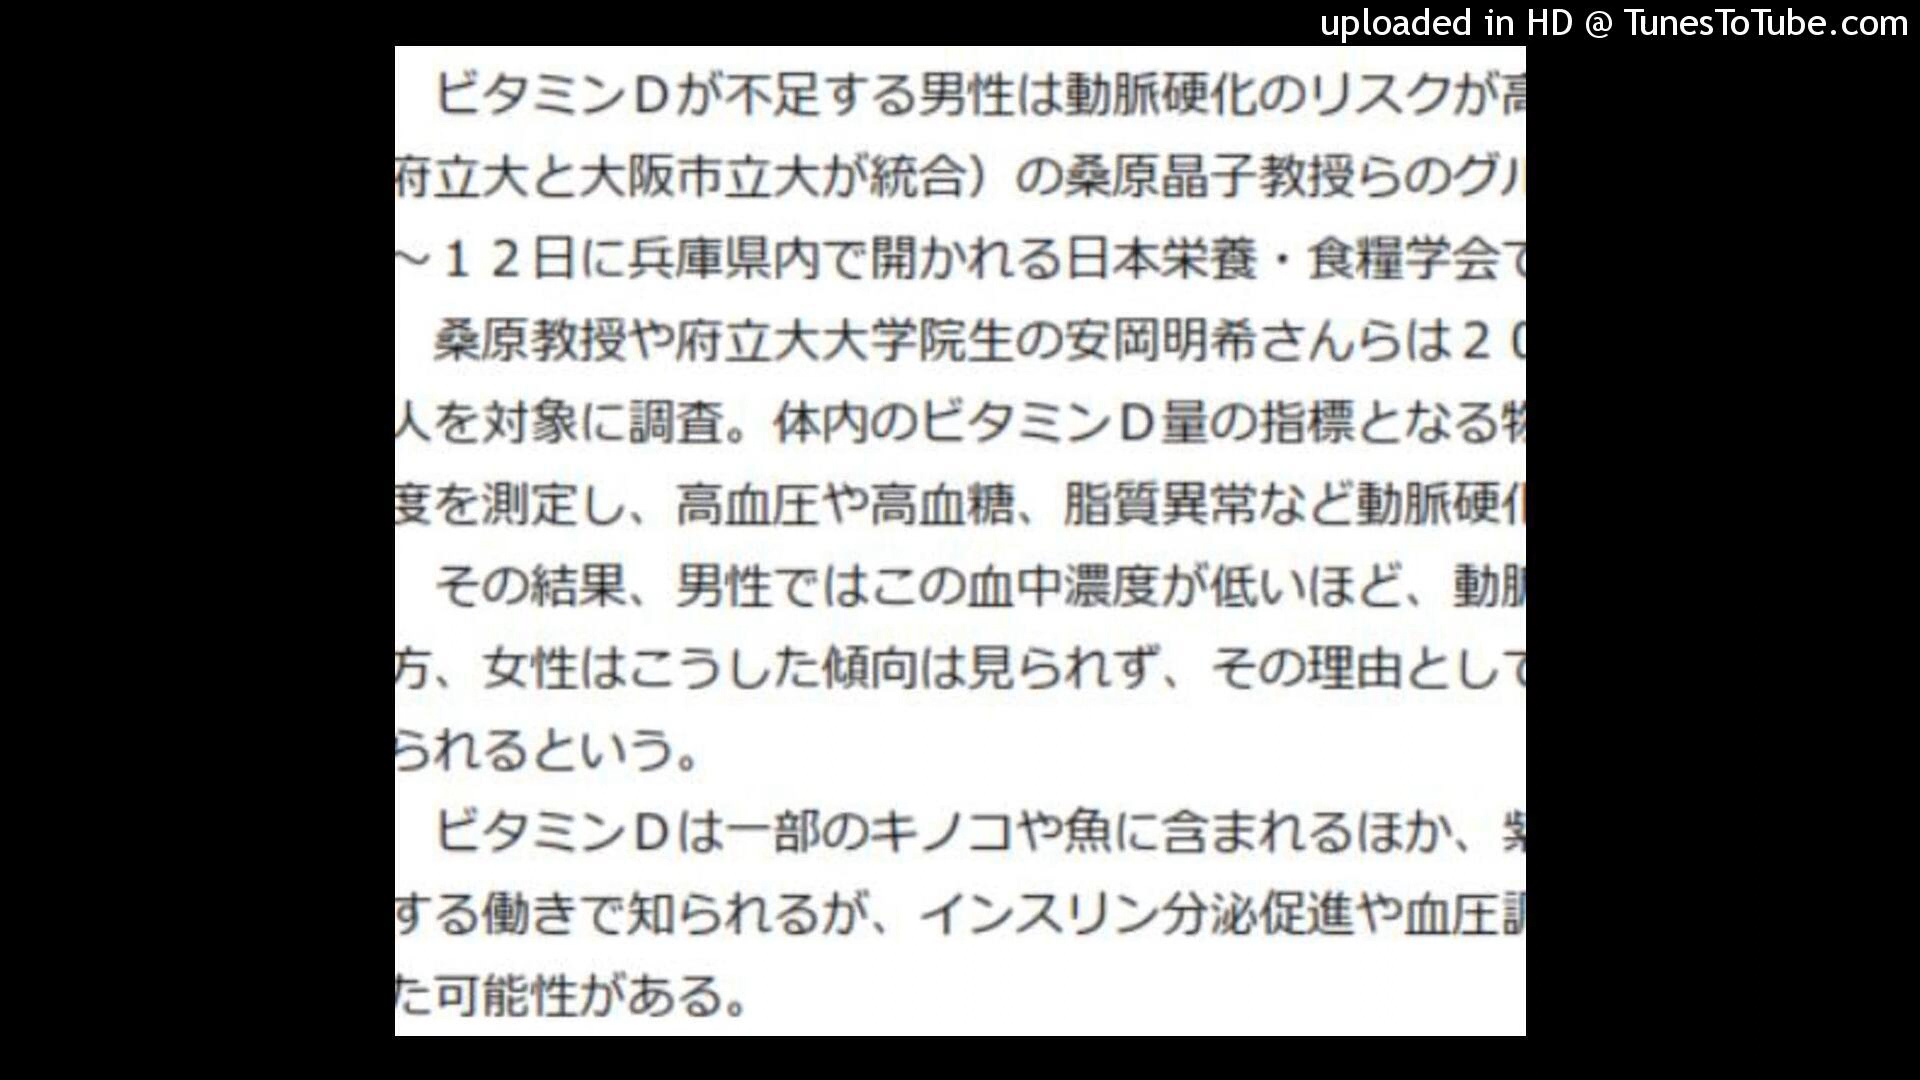 uploaded in HD @ TunesToTube.com
ビタミンＤが不足する男性は動脈硬化のリスクが高
府立大と大阪市立大が統合）の桑原晶子教授らのグル
～１２日に兵庫県内で開かれる日本栄養・食糧学会で
桑原教授や府立大大学院生の安岡明希さんらは２０
人を対象に調査。体内のビタミンＤ量の指標となる物
度を測定し、高血圧や高血糖、脂質異常など動脈硬化
その結果、男性ではこの血中濃度が低いほど、動脈
方、女性はこうした傾向は見られず、その理由として
られるという。
ビタミンＤは一部のキノコや魚に含まれるほか、紫
する働きで知られるが、インスリン分泌促進や血圧調
た可能性がある。